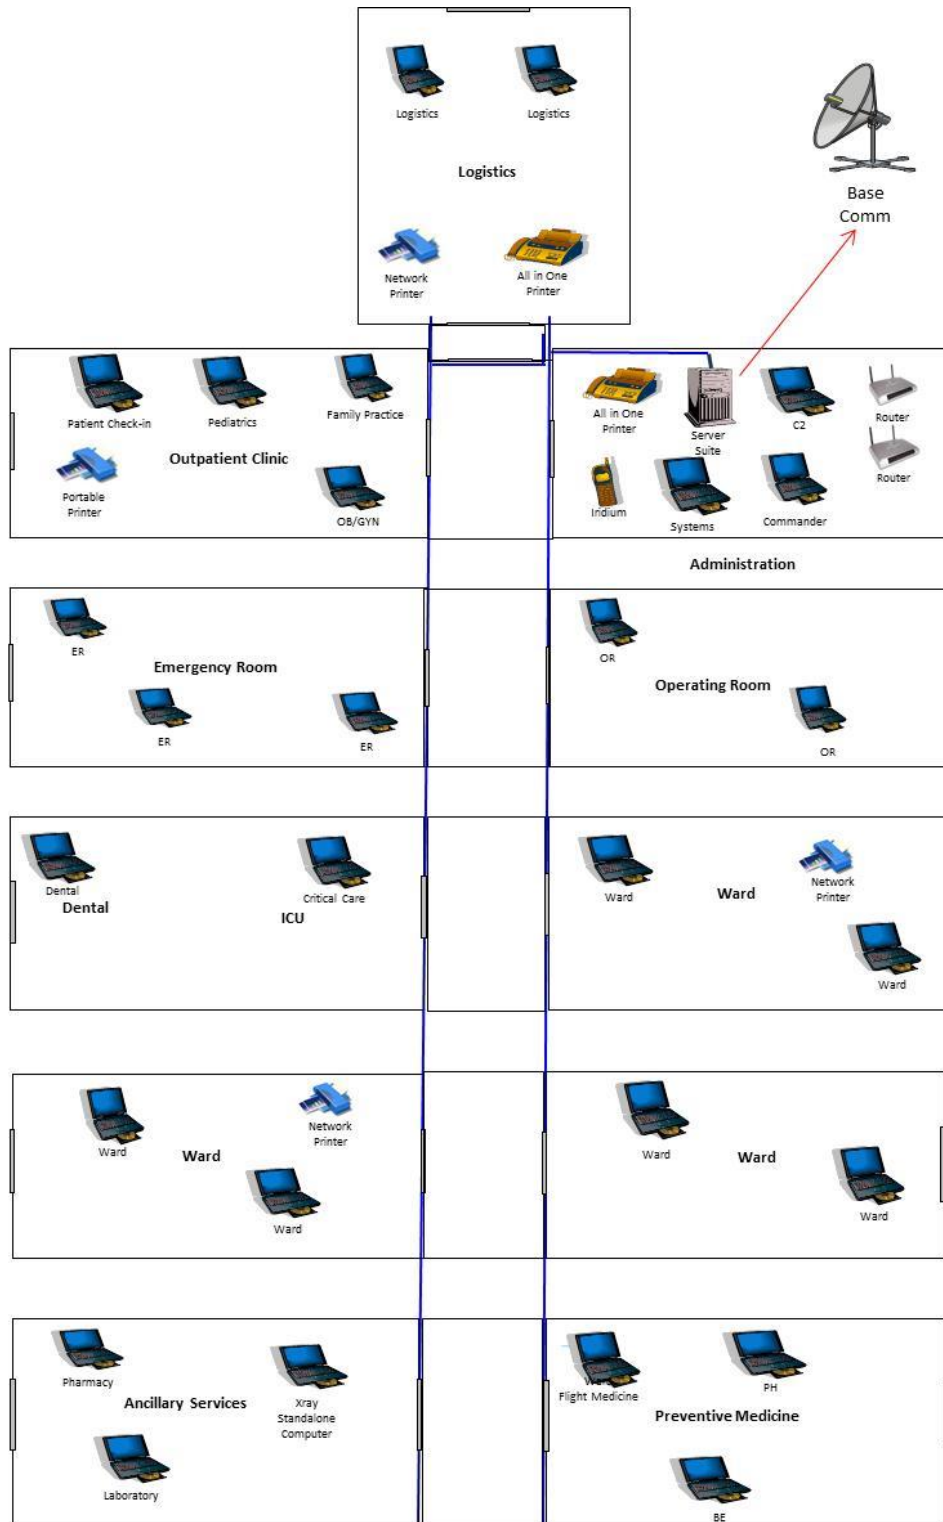 Logistics
Logistics
Logistics
Base
Comm
Network
Printer
All in One
Printer
Patient Check-in
Pediatrics
Family Practice
Outpatient Clinic
Portable
Printer
OB/GYN
All in One
Printer
Server
Suite
C2
Router
Router
Iridium
Systems
Commander
Administration
ER
Emergency Room
ER
ER
OR
Operating Room
OR
Dental
Dental
Critical Care
ICU
Ward
Ward
Network
Printer
Ward
Ward
Ward
Network
Printer
Ward
Ward
Ward
Ward
Pharmacy
Ancillary Services
Xray
Standalone
Computer
Laboratory
Flight Medicine
PH
Preventive Medicine
BE